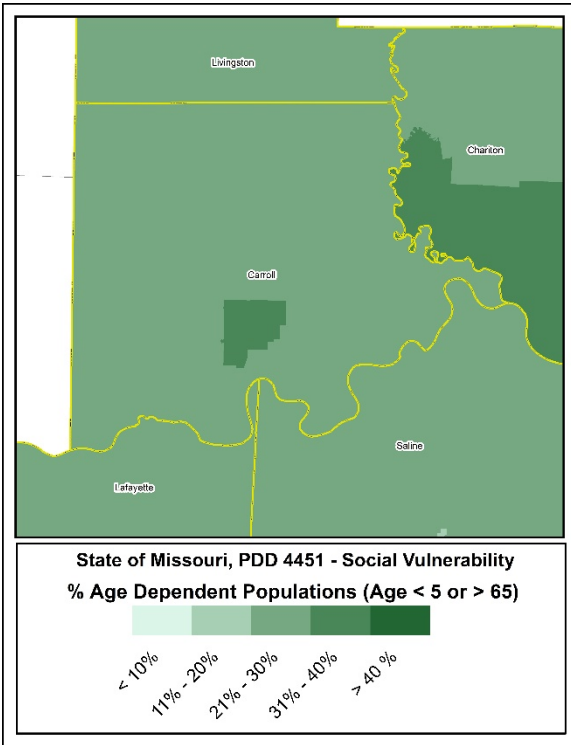 Livingston
Chariton
Carroll
Saline
Lafayette
State of Missouri, PDD 4451 - Social Vulnerability
% Age Dependent Populations (Age < 5 or > 65)
< 10%
11% - 20%
21% - 30%
31% - 40%
> 40 %